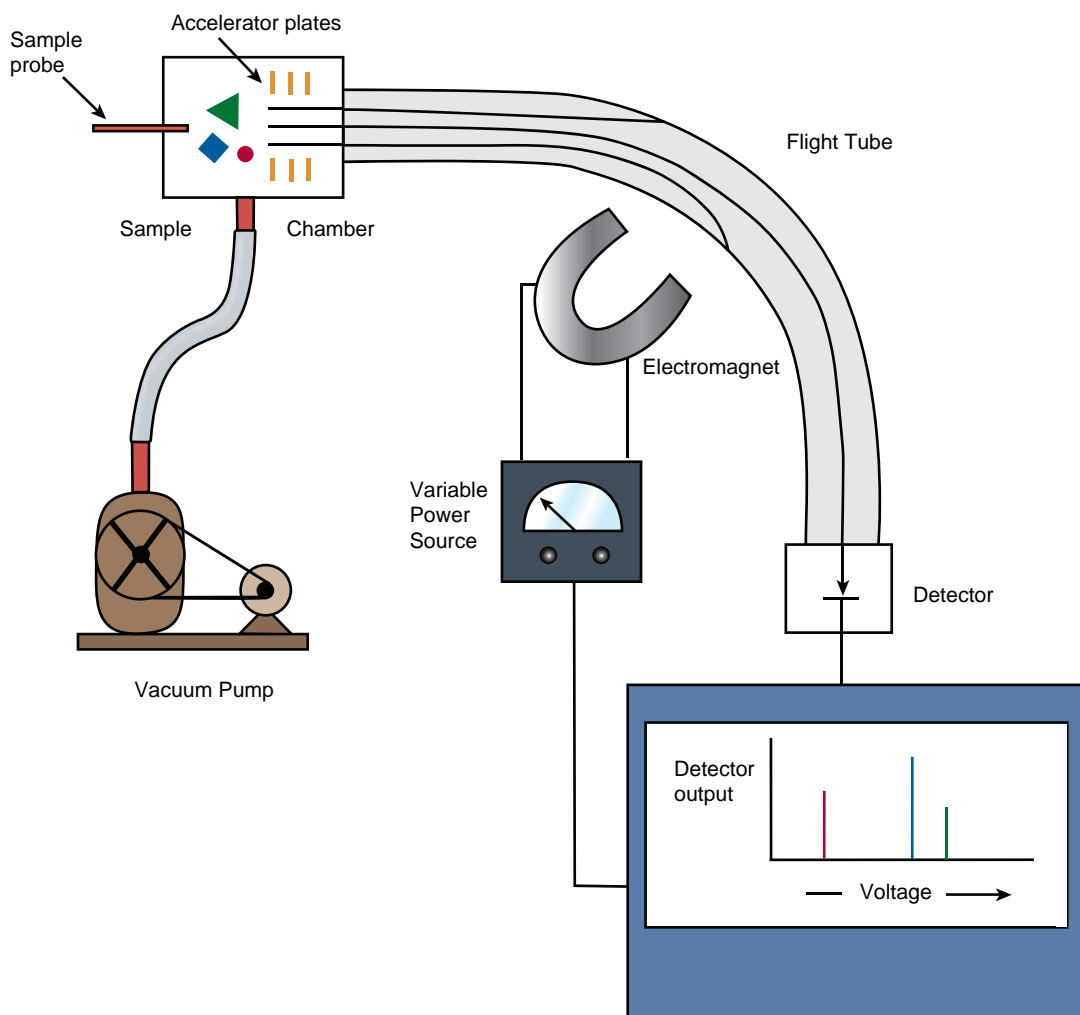 Accelerator plates
Sample
probe
Flight Tube
Sample Chamber
Electromagnet
Variable
Power
Source
Detector
Vacuum Pump
Detector
output
Voltage